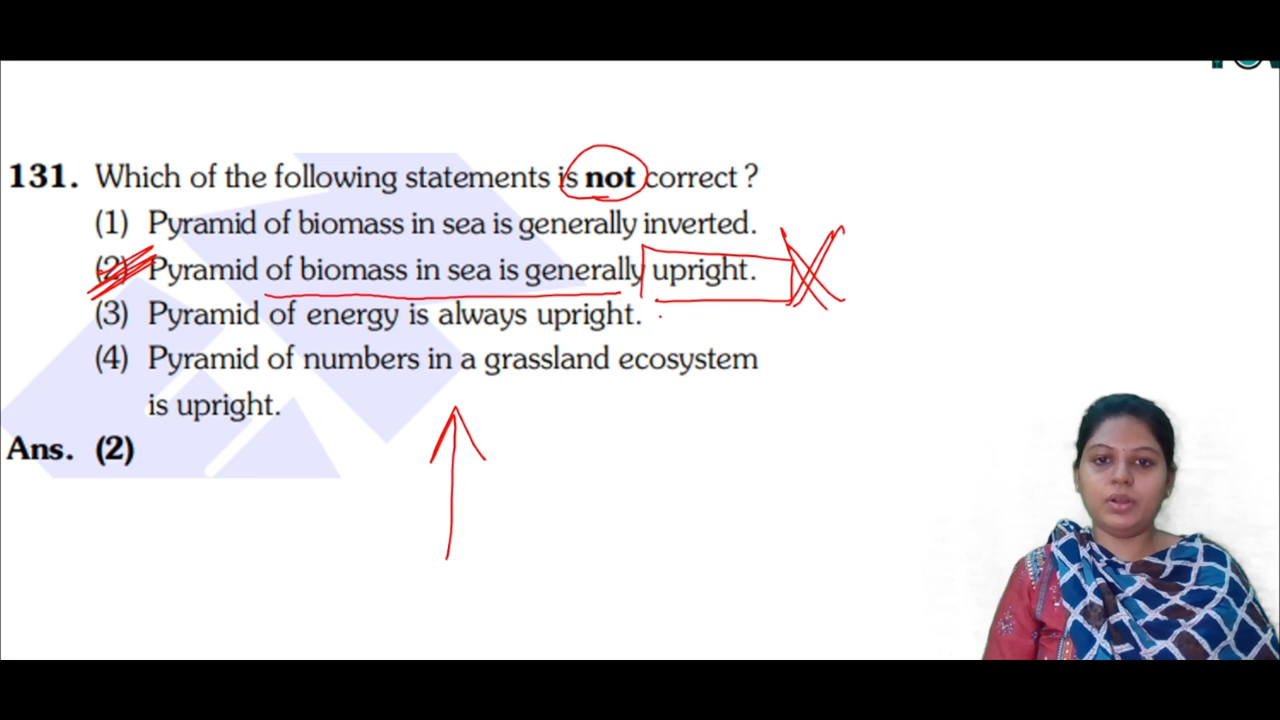 131. Which of the following statements is not correct ?
(1) Pyramid of biomass in sea is generally inverted.
(2) Pyramid of biomass in sea is generally upright.
(3) Pyramid of energy is always upright.
(4) Pyramid of numbers in a grassland ecosystem
is upright.
Ans. (2)